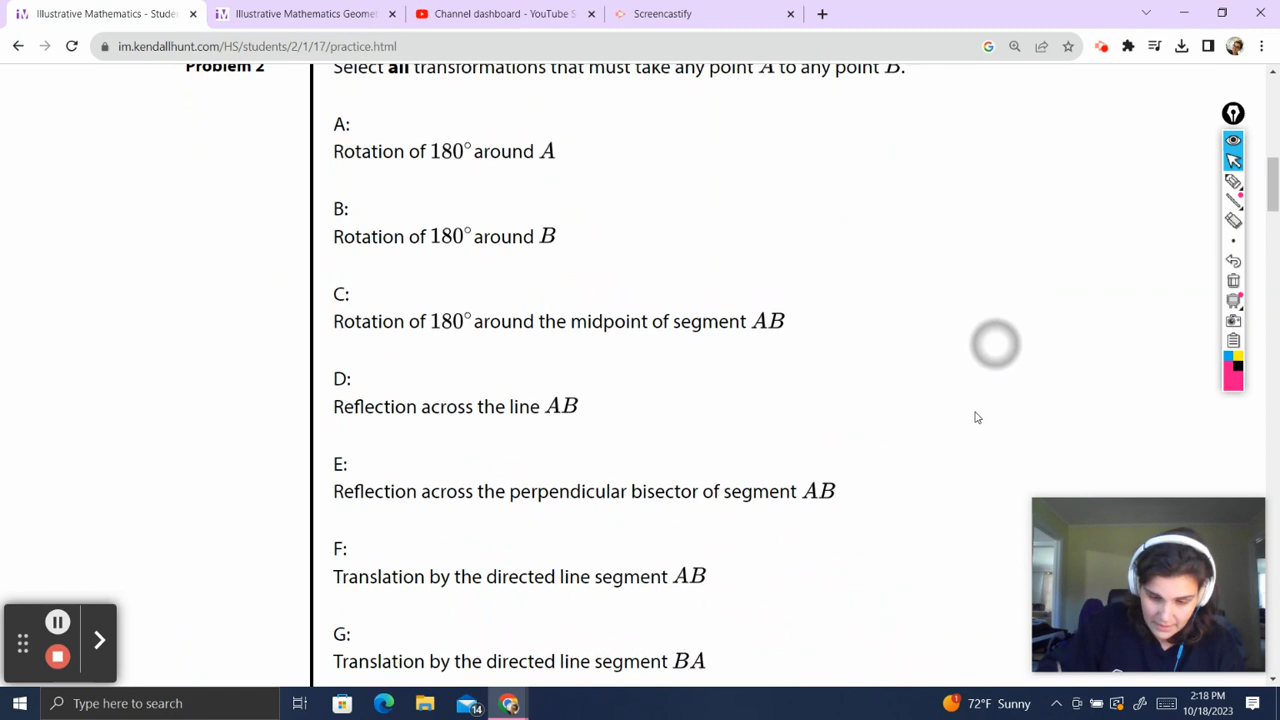 Illustrative Mathematics - Studen
Illustrative Mathematics Geomet
Channel dashboard - YouTube S
Screencastify
im.kendallhunt.com/HS/students/2/1/17/practice.html
Problem 2
Select all transformations that must take any point A to any point B.
A:
Rotation of 180° around A
B:
Rotation of 180° around B
C:
Rotation of 180° around the midpoint of segment AB
D:
Reflection across the line AB
E:
Reflection across the perpendicular bisector of segment AB
F:
Translation by the directed line segment AB
G:
Translation by the directed line segment BA
Type here to search
14
1
72°F Sunny
2:18 PM
10/18/2023